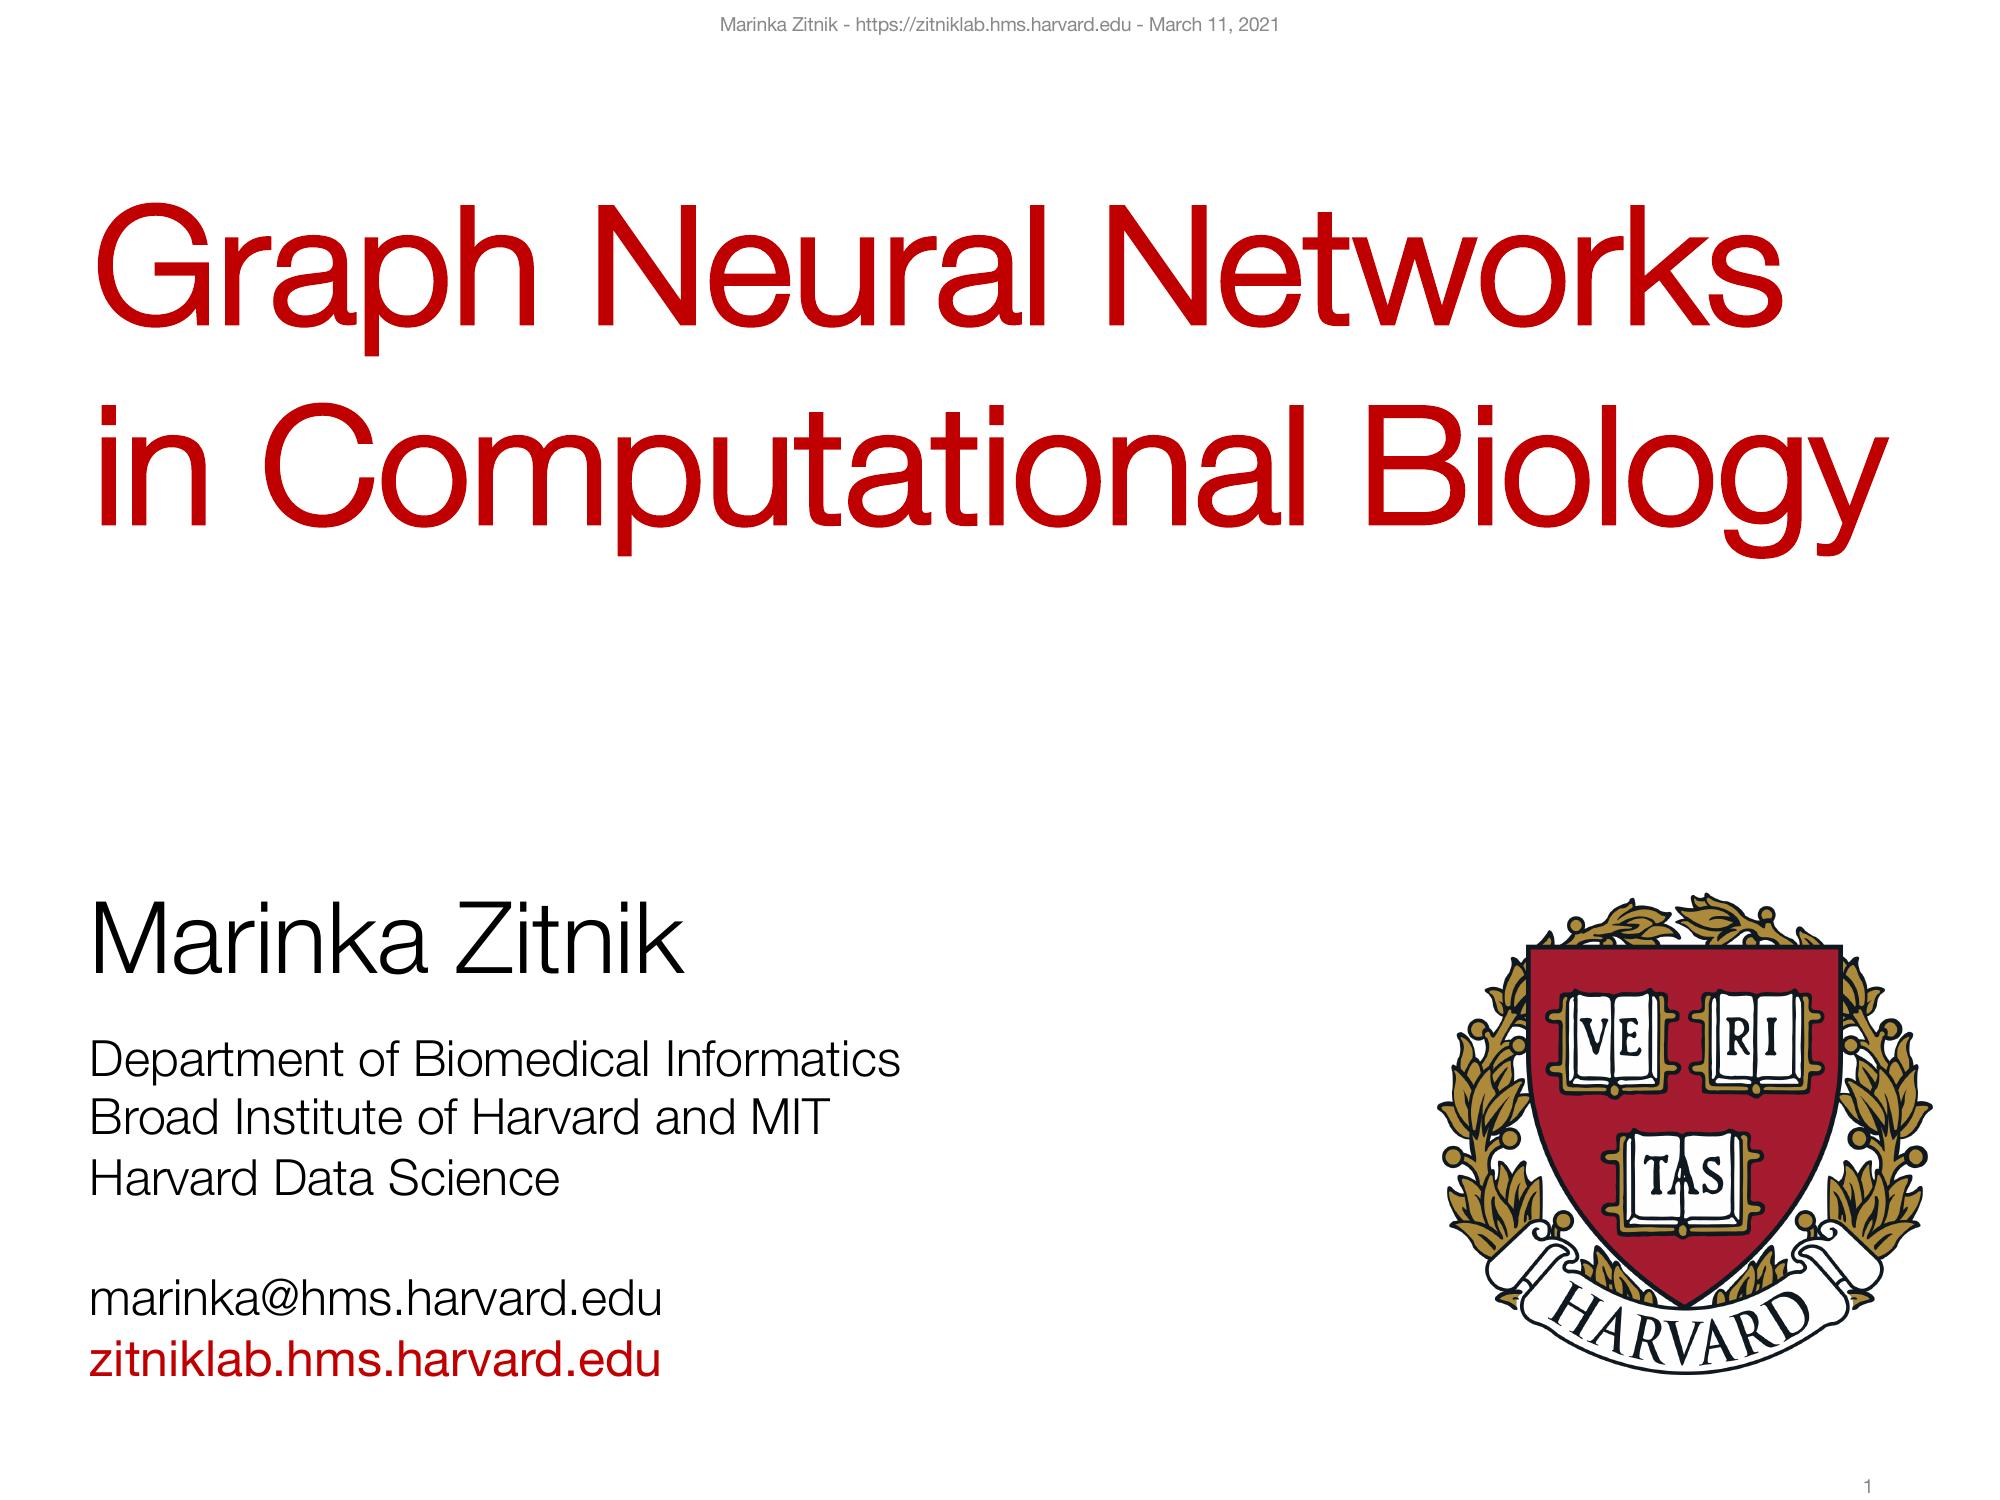 Marinka Zitnik - https://zitniklab.hms.harvard.edu - March 11, 2021
Graph Neural Networks
in Computational Biology
Marinka Zitnik
Department of Biomedical Informatics
Broad Institute of Harvard and MIT
Harvard Data Science
marinka@hms.harvard.edu
zitniklab.hms.harvard.edu
VE RI
TAS
HARVARD
1